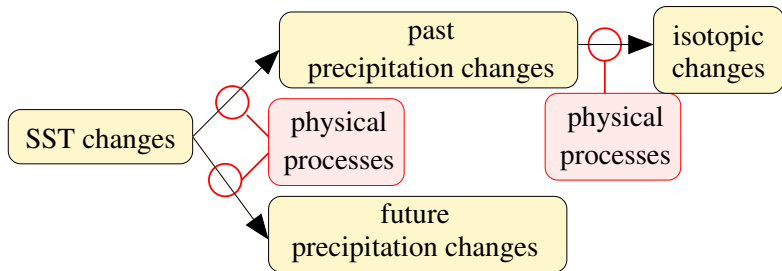 past
precipitation changes
isotopic
changes
SST changes
physical
processes
physical
processes
future
precipitation changes